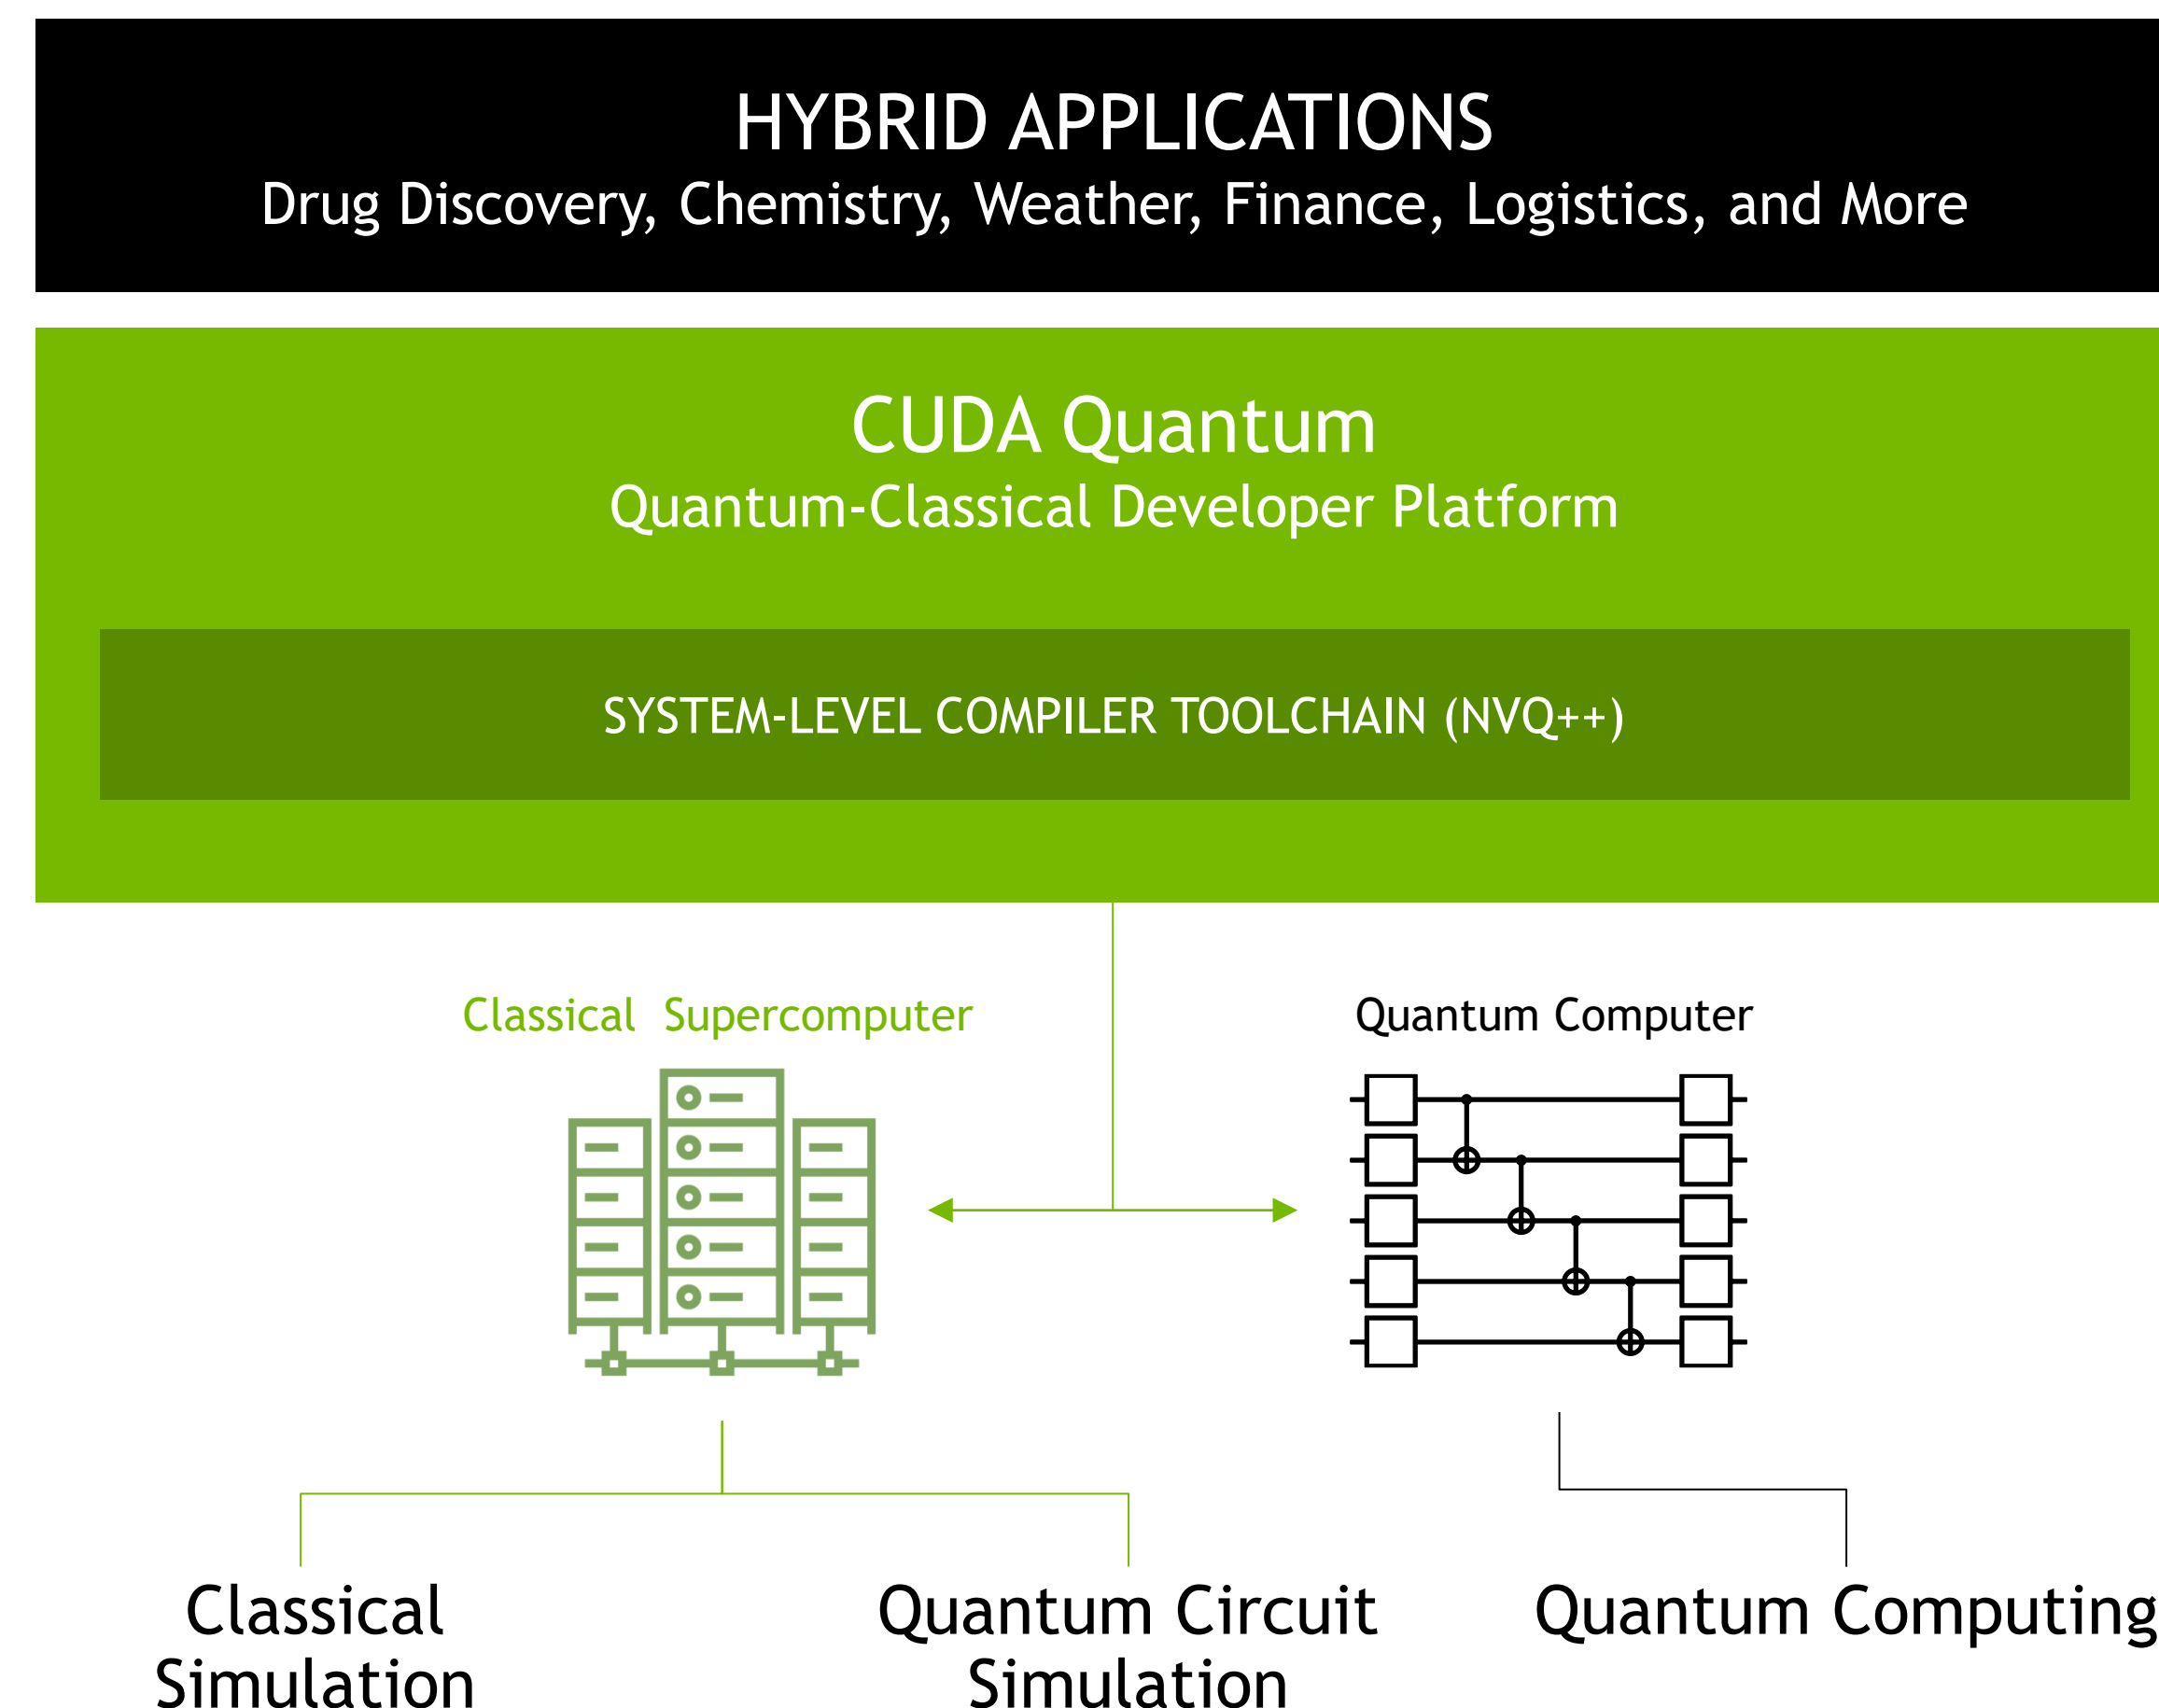 HYBRID APPLICATIONS
Drug Discovery, Chemistry, Weather, Finance, Logistics, and More
CUDA Quantum
Quantum-Classical Developer Platform
SYSTEM-LEVEL COMPILER TOOLCHAIN (NVQ++)
Classical Supercomputer
Quantum Computer
Classical
Simulation
Quantum Circuit
Simulation
Quantum Computing